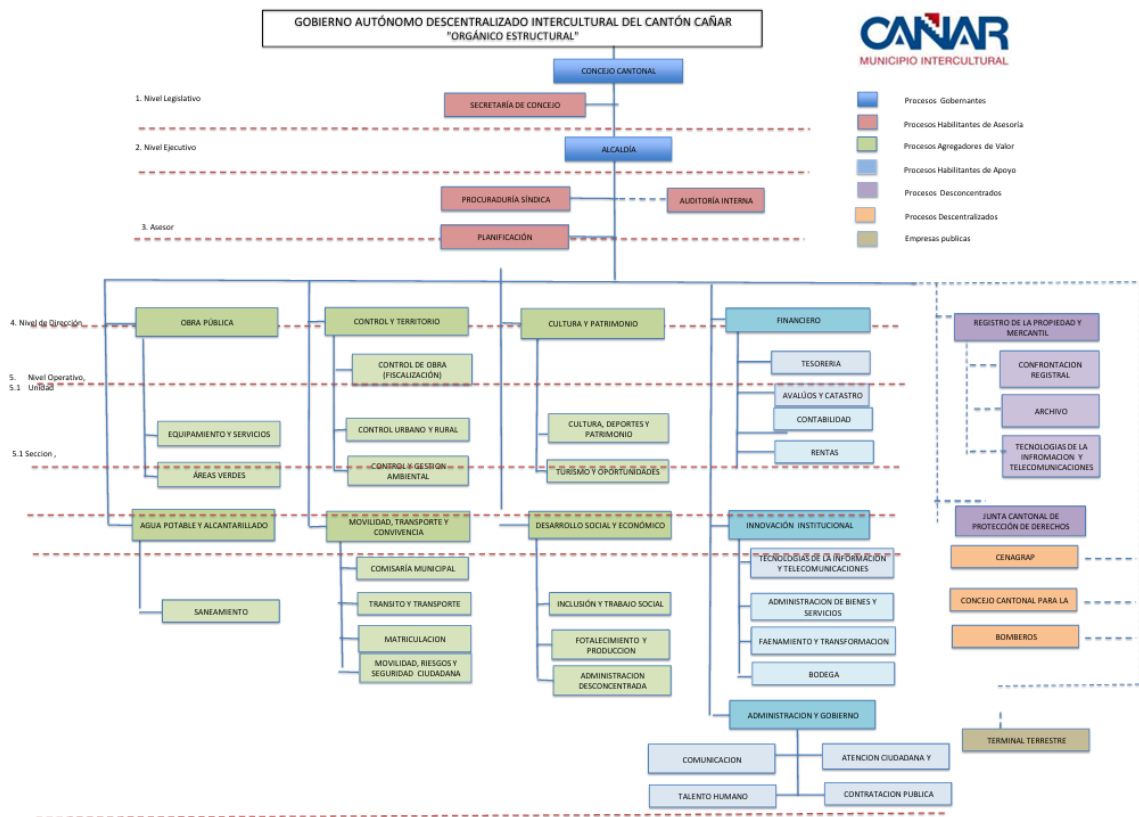 GOBIERNO AUTÓNOMO DESCENTRALIZADO INTERCULTURAL DEL CANTÓN CAÑAR
"ORGÁNICO ESTRUCTURAL"
CAÑAR
MUNICIPIO INTERCULTURAL
CONCEJO CANTONAL
1. Nivel Legislativo
SECRETARÍA DE CONCEJO
2. Nivel Ejecutivo
ALCALDÍA
PROCURADURÍA SÍNDICA
AUDITORÍA INTERNA
3. Asesor
PLANIFICACIÓN
Procesos Gobernantes
Procesos Habilitantes de Asesoría
Procesos Agregadores de Valor
Procesos Habilitantes de Apoyo
Procesos Desconcentrados
Procesos Descentralizados
Empresas publicas
4. Nivel de Dirección
5. Nivel Operativo,
5.1 Unidad
5.1 Seccion ,
OBRA PÚBLICA
EQUIPAMIENTO Y SERVICIOS
ÁREAS VERDES
AGUA POTABLE Y ALCANTARILLADO
SANEAMIENTO
CONTROL Y TERRITORIO
CONTROL DE OBRA
(FISCALIZACIÓN)
CONTROL URBANO Y RURAL
CONTROL Y GESTION
AMBIENTAL
MOVILIDAD, TRANSPORTE Y
CONVIVENCIA
COMISARÍA MUNICIPAL
TRANSITO Y TRANSPORTE
MATRICULACION
MOVILIDAD, RIESGOS Y
SEGURIDAD CIUDADANA
CULTURA Y PATRIMONIO
CULTURA, DEPORTES Y
PATRIMONIO
TURISMO Y OPORTUNIDADES
DESARROLLO SOCIAL Y ECONÓMICO
INCLUSIÓN Y TRABAJO SOCIAL
FOTALECIMIENTO Y
PRODUCCION
ADMINISTRACION
DESCONCENTRADA
FINANCIERO
TESORERIA
AVALÚOS Y CATASTRO
CONTABILIDAD
RENTAS
INNOVACIÓN INSTITUCIONAL
TECNOLOGIAS DE LA INFORMACION
Y TELECOMUNICACIONES
ADMINISTRACION DE BIENES Y
SERVICIOS
FAENAMIENTO Y TRANSFORMACION
BODEGA
ADMINISTRACION Y GOBIERNO
COMUNICACION
ATENCION CIUDADANA Y
TALENTO HUMANO
CONTRATACION PUBLICA
REGISTRO DE LA PROPIEDAD Y
MERCANTIL
CONFRONTACION
REGISTRAL
ARCHIVO
TECNOLOGIAS DE LA
INFROMACION Y
TELECOMUNICACIONES
JUNTA CANTONAL DE
PROTECCIÓN DE DERECHOS
CENAGRAP
CONCEJO CANTONAL PARA LA
BOMBEROS
TERMINAL TERRESTRE